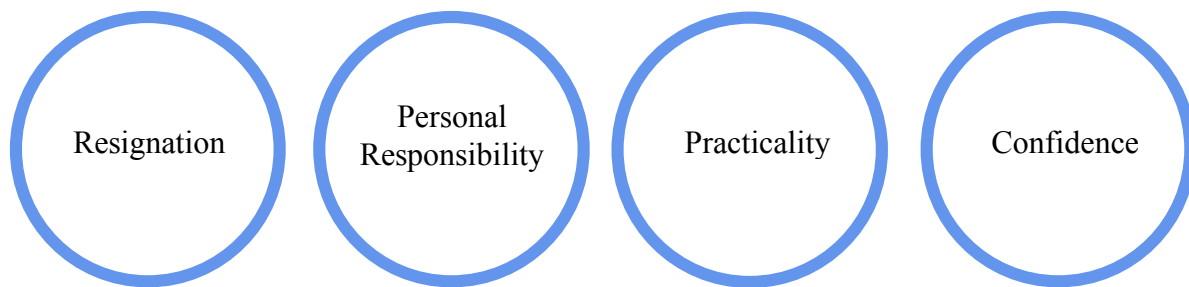 Resignation
Personal
Responsibility
Practicality
Confidence